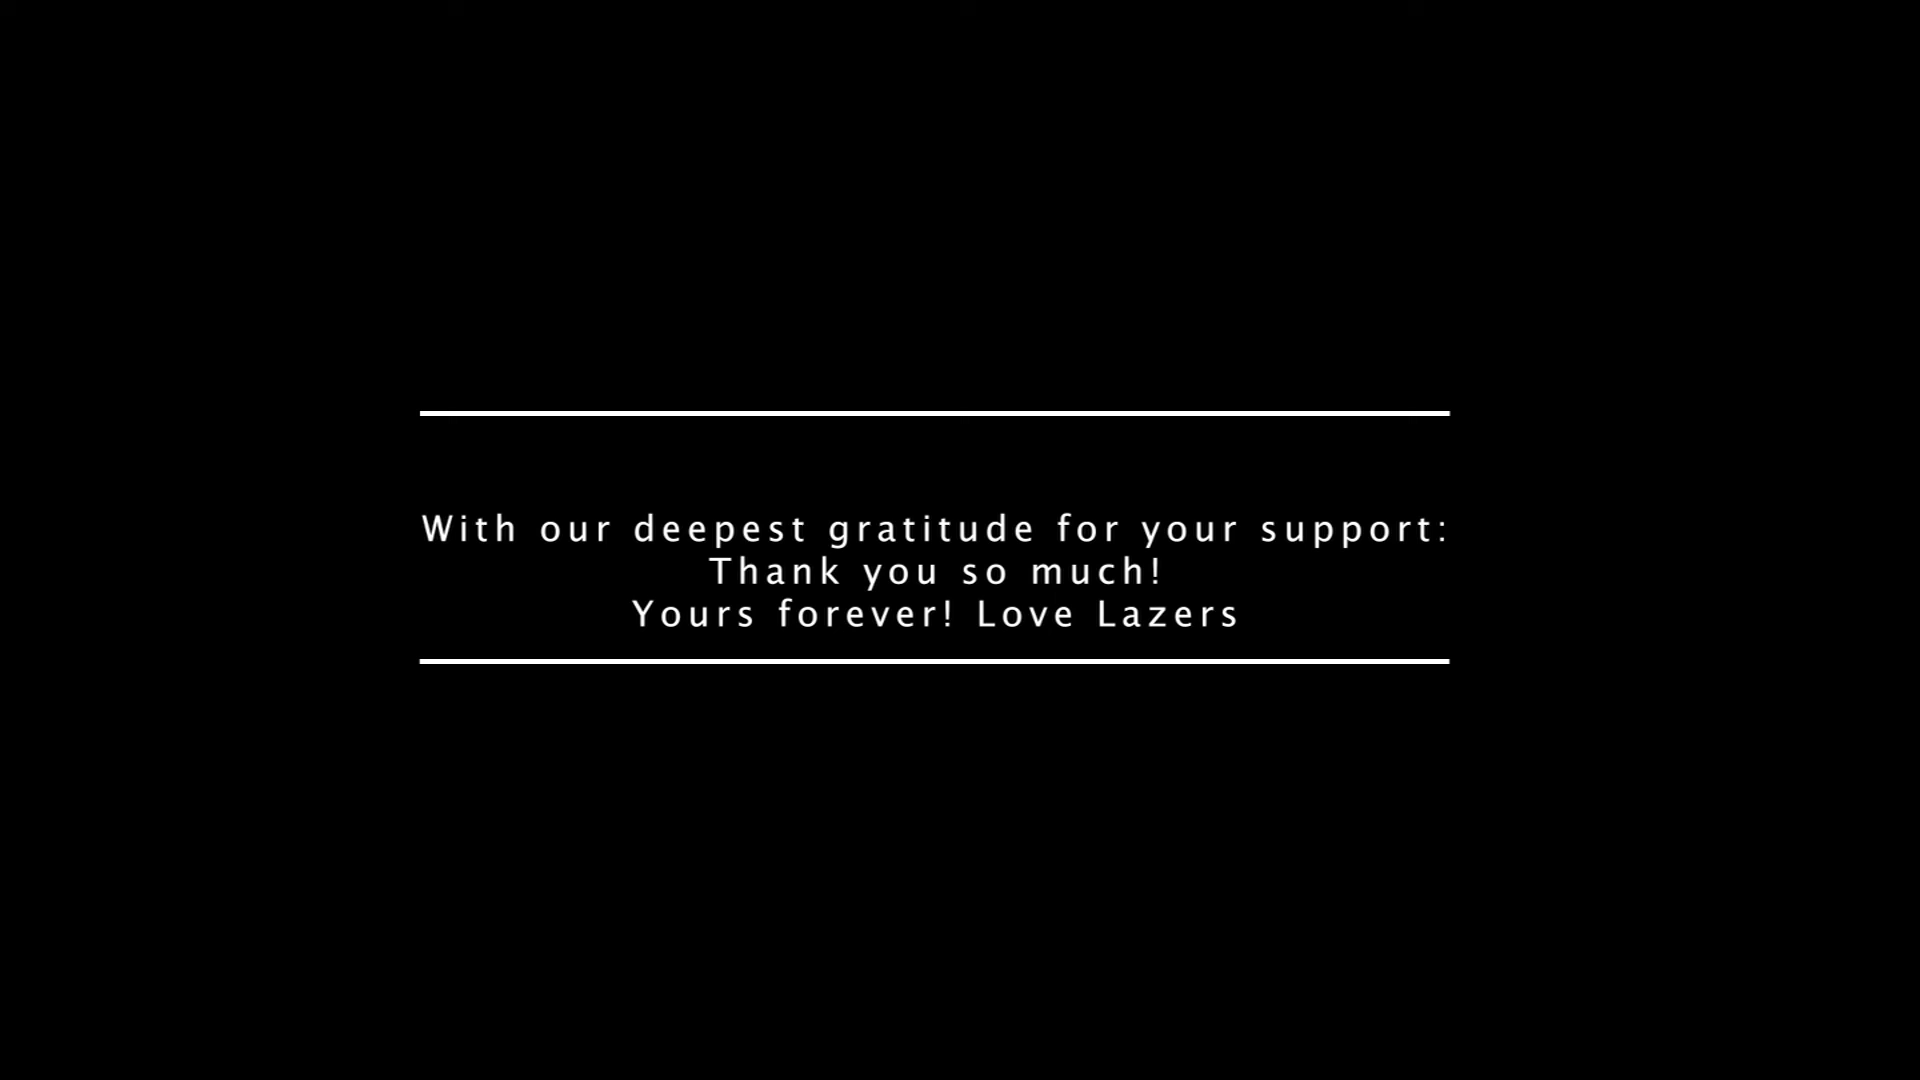 With our deepest gratitude for your support:
Thank you so much!
Yours forever! Love Lazers